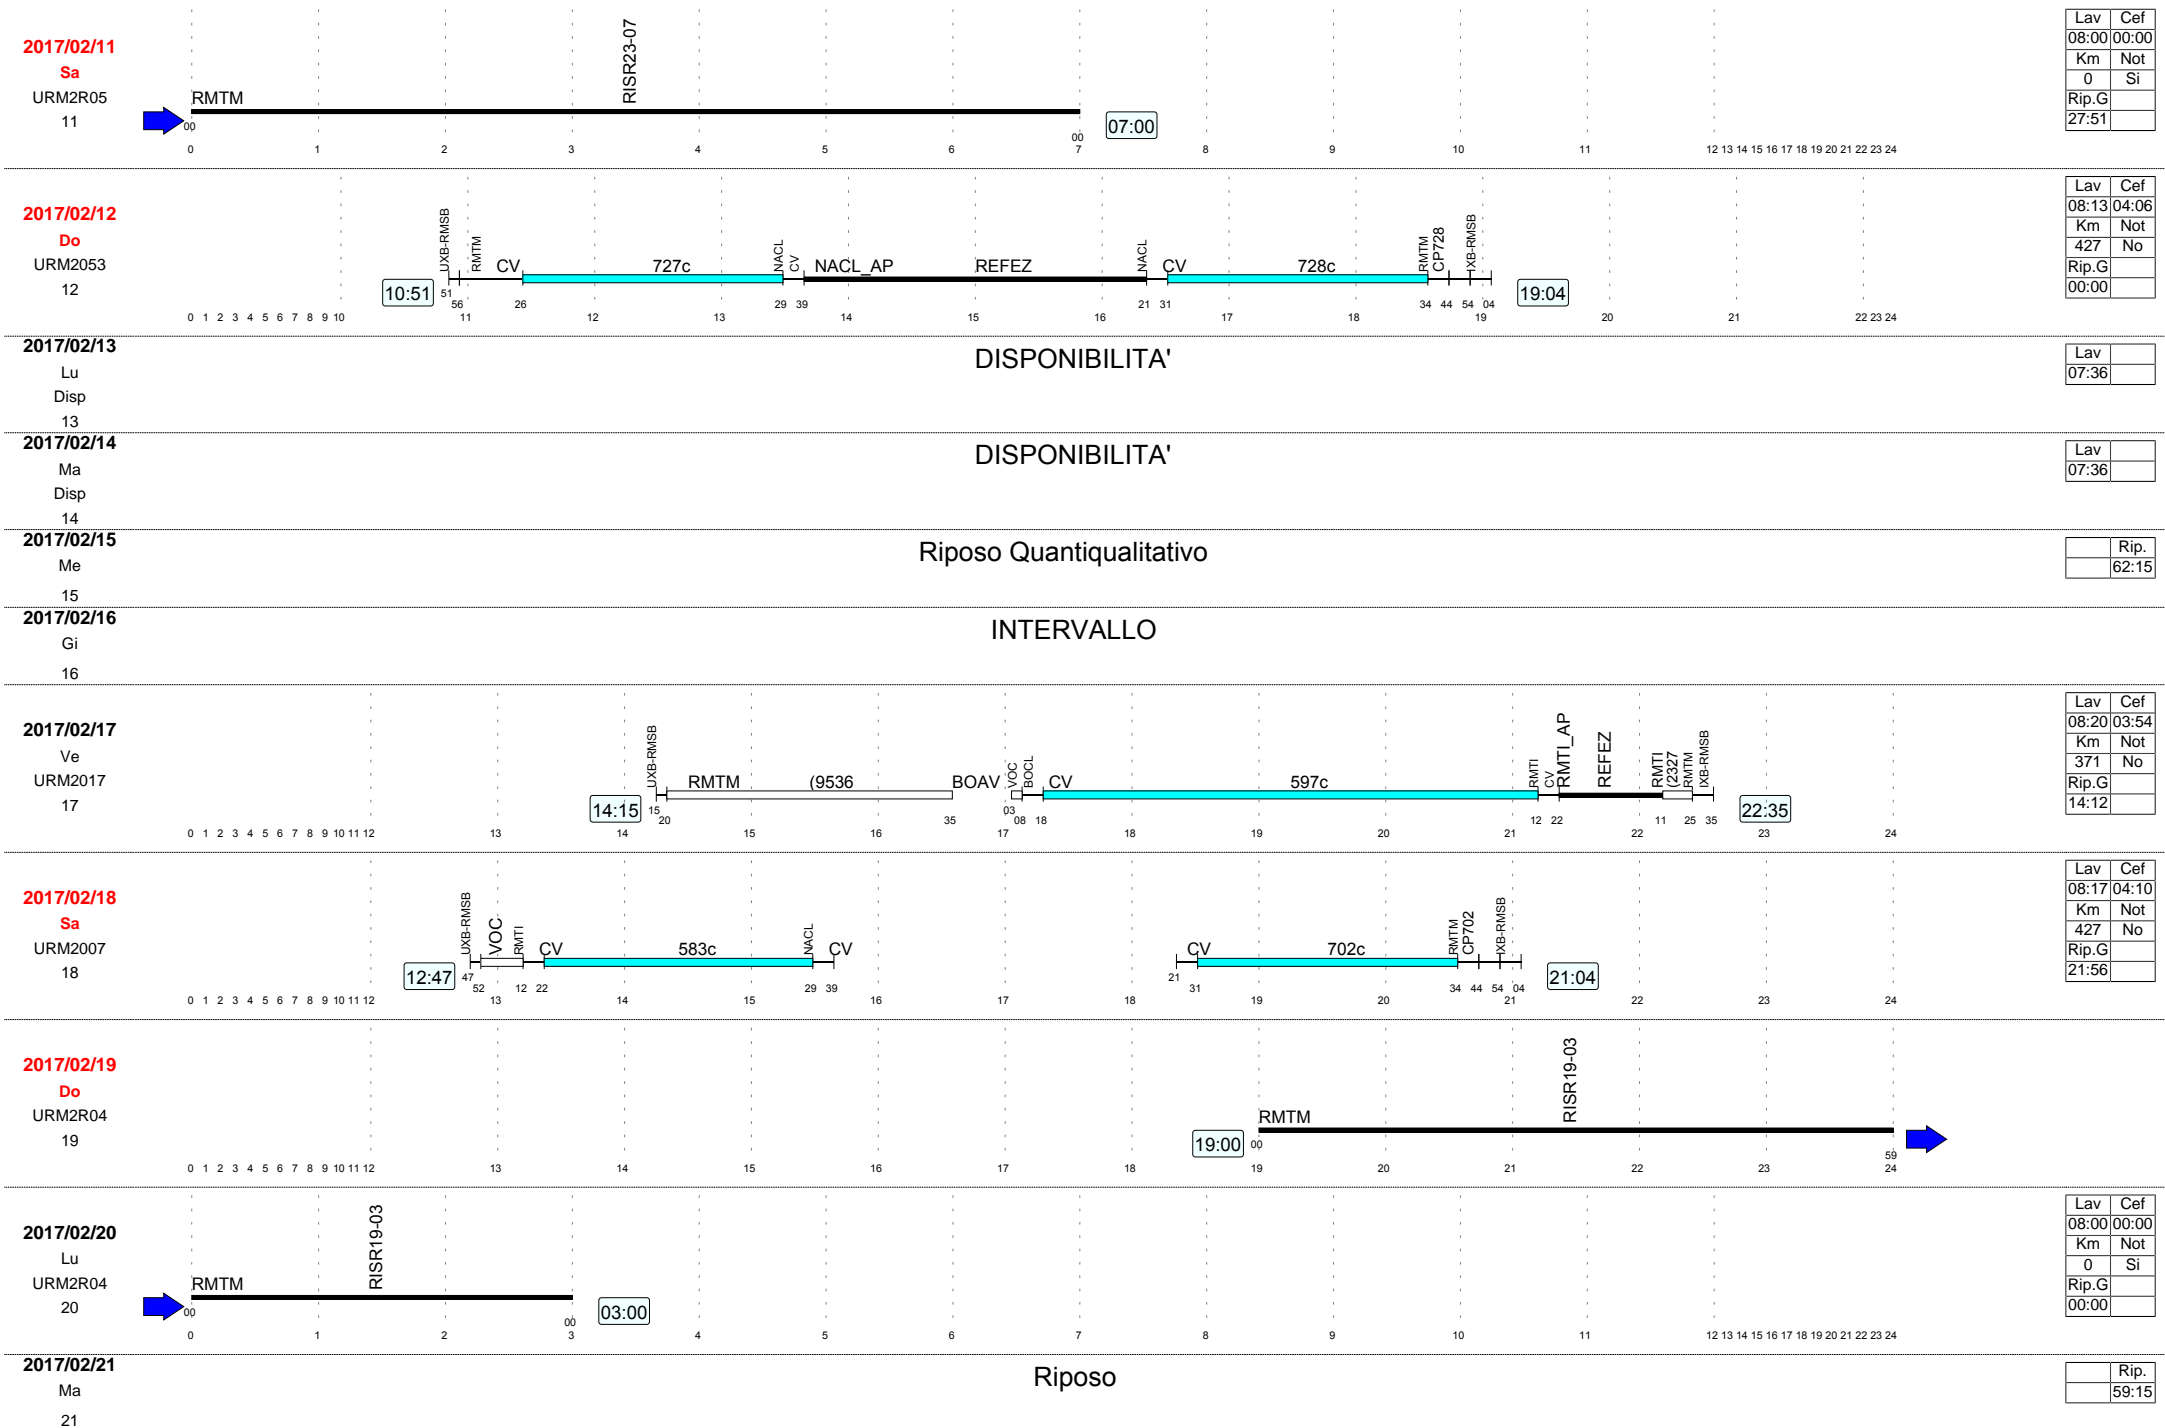 2017/02/11
Sa
URM2R05
11
RMTM
RISR23-07
00
00
07:00
0 1 2 3 4 5 6 7 8 9 10 11 12 13 14 15 16 17 18 19 20 21 22 23 24
Lav Cef
08:00 00:00
Km Not
0 Si
Rip.G
27:51
2017/02/12
Do
URM2053
12
10:51
UXB-RMSB RMTM CV 727c NACL CV NACL_AP REFEZ NACL CV 728c RMTM CP728 IXB-RMSB
51 56 26 29 39 21 31 34 44 54 04
19:04
0 1 2 3 4 5 6 7 8 9 10 11 12 13 14 15 16 17 18 19 20 21 22 23 24
Lav Cef
08:13 04:06
Km Not
427 No
Rip.G
00:00
2017/02/13
Lu
Disp
13
DISPONIBILITA'
Lav
07:36
2017/02/14
Ma
Disp
14
DISPONIBILITA'
Lav
07:36
2017/02/15
Me
15
Riposo Quantiqualitativo
Rip.
62:15
2017/02/16
Gi
16
INTERVALLO
2017/02/17
Ve
URM2017
17
14:15
UXB-RMSB RMTM (9536 BOAV VOC BOCL CV 597c RMTI CV RMTI_AP REFEZ RMTI (2327 RMTM IXB-RMSB
15 20 35 03 08 18 12 22 11 25 35
22:35
0 1 2 3 4 5 6 7 8 9 10 11 12 13 14 15 16 17 18 19 20 21 22 23 24
Lav Cef
08:20 03:54
Km Not
371 No
Rip.G
14:12
2017/02/18
Sa
URM2007
18
12:47
UXB-RMSB VOC RMTI CV 583c NACL CV CV 702c RMTM CP702 IXB-RMSB
47 52 12 22 29 39 21 31 34 44 54 04
21:04
0 1 2 3 4 5 6 7 8 9 10 11 12 13 14 15 16 17 18 19 20 21 22 23 24
Lav Cef
08:17 04:10
Km Not
427 No
Rip.G
21:56
2017/02/19
Do
URM2R04
19
19:00
RMTM
RISR19-03
00
59
0 1 2 3 4 5 6 7 8 9 10 11 12 13 14 15 16 17 18 19 20 21 22 23 24
2017/02/20
Lu
URM2R04
20
RMTM
RISR19-03
00
00
03:00
0 1 2 3 4 5 6 7 8 9 10 11 12 13 14 15 16 17 18 19 20 21 22 23 24
Lav Cef
08:00 00:00
Km Not
0 Si
Rip.G
00:00
2017/02/21
Ma
21
Riposo
Rip.
59:15